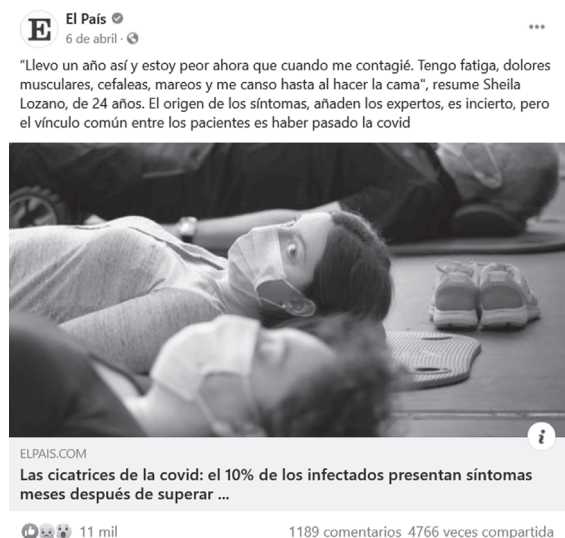 El País
6 de abril ·
“Llevo un año así y estoy peor ahora que cuando me contagié. Tengo fatiga, dolores
musculares, cefaleas, mareos y me canso hasta al hacer la cama", resume Sheila
Lozano, de 24 años. El origen de los síntomas, añaden los expertos, es incierto, pero
el vínculo común entre los pacientes es haber pasado la covid
ELPAIS.COM
Las cicatrices de la covid: el 10% de los infectados presentan síntomas
meses después de superar ...
11 mil 1189 comentarios 4766 veces compartida